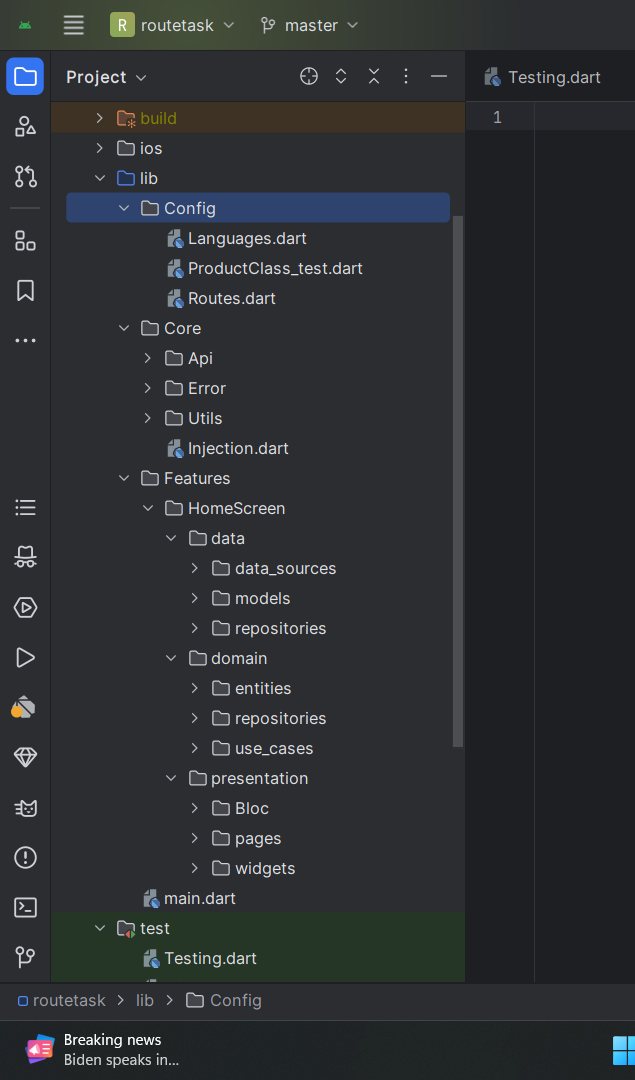 R routetask master
Project
Testing.dart
1
build
ios
lib
Config
Languages.dart
ProductClass_test.dart
Routes.dart
Core
Api
Error
Utils
Injection.dart
Features
HomeScreen
data
data_sources
models
repositories
domain
entities
repositories
use_cases
presentation
Bloc
pages
widgets
main.dart
test
Testing.dart
routetask > lib > Config
Breaking news
Biden speaks in...